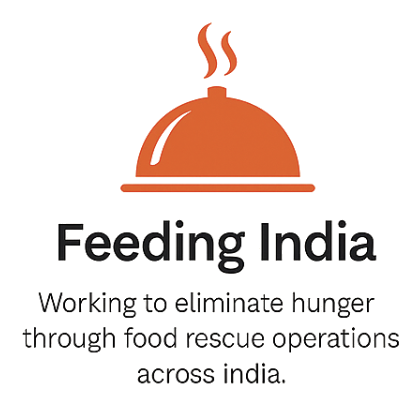 Feeding India
Working to eliminate hunger
through food rescue operations
across india.